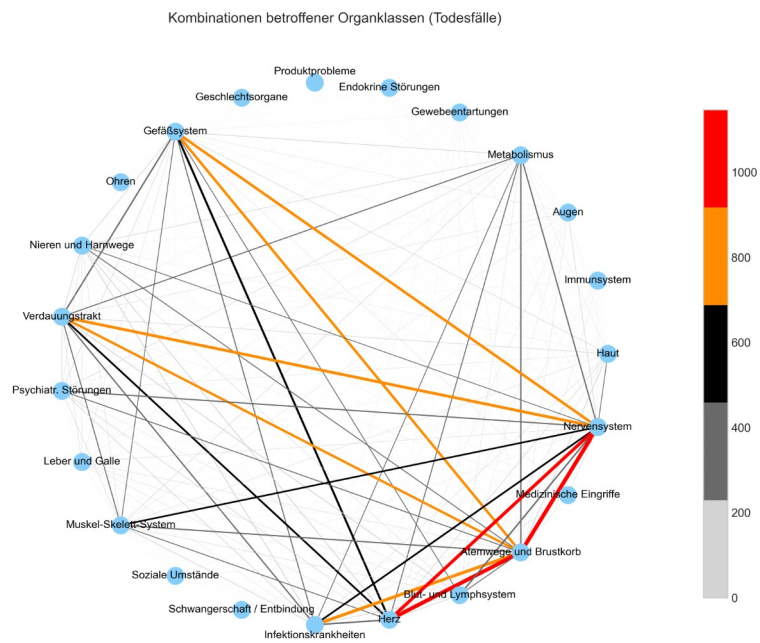 Kombinationen betroffener Organklassen (Todesfälle)
Produktprobleme
Endokrine Störungen
Geschlechtsorgane
Gewebeentartungen
Gefäßsystem
Metabolismus
Ohren
Augen
Nieren und Harnwege
Immunsystem
Verdauungstrakt
Haut
Psychiatr. Störungen
Nervensystem
Leber und Galle
Medizinische Eingriffe
Muskel-Skelett-System
Atemwege und Brustkorb
Soziale Umstände
Blut- und Lymphsystem
Schwangerschaft / Entbindung
Herz
Infektionskrankheiten
1000
800
600
400
200
0